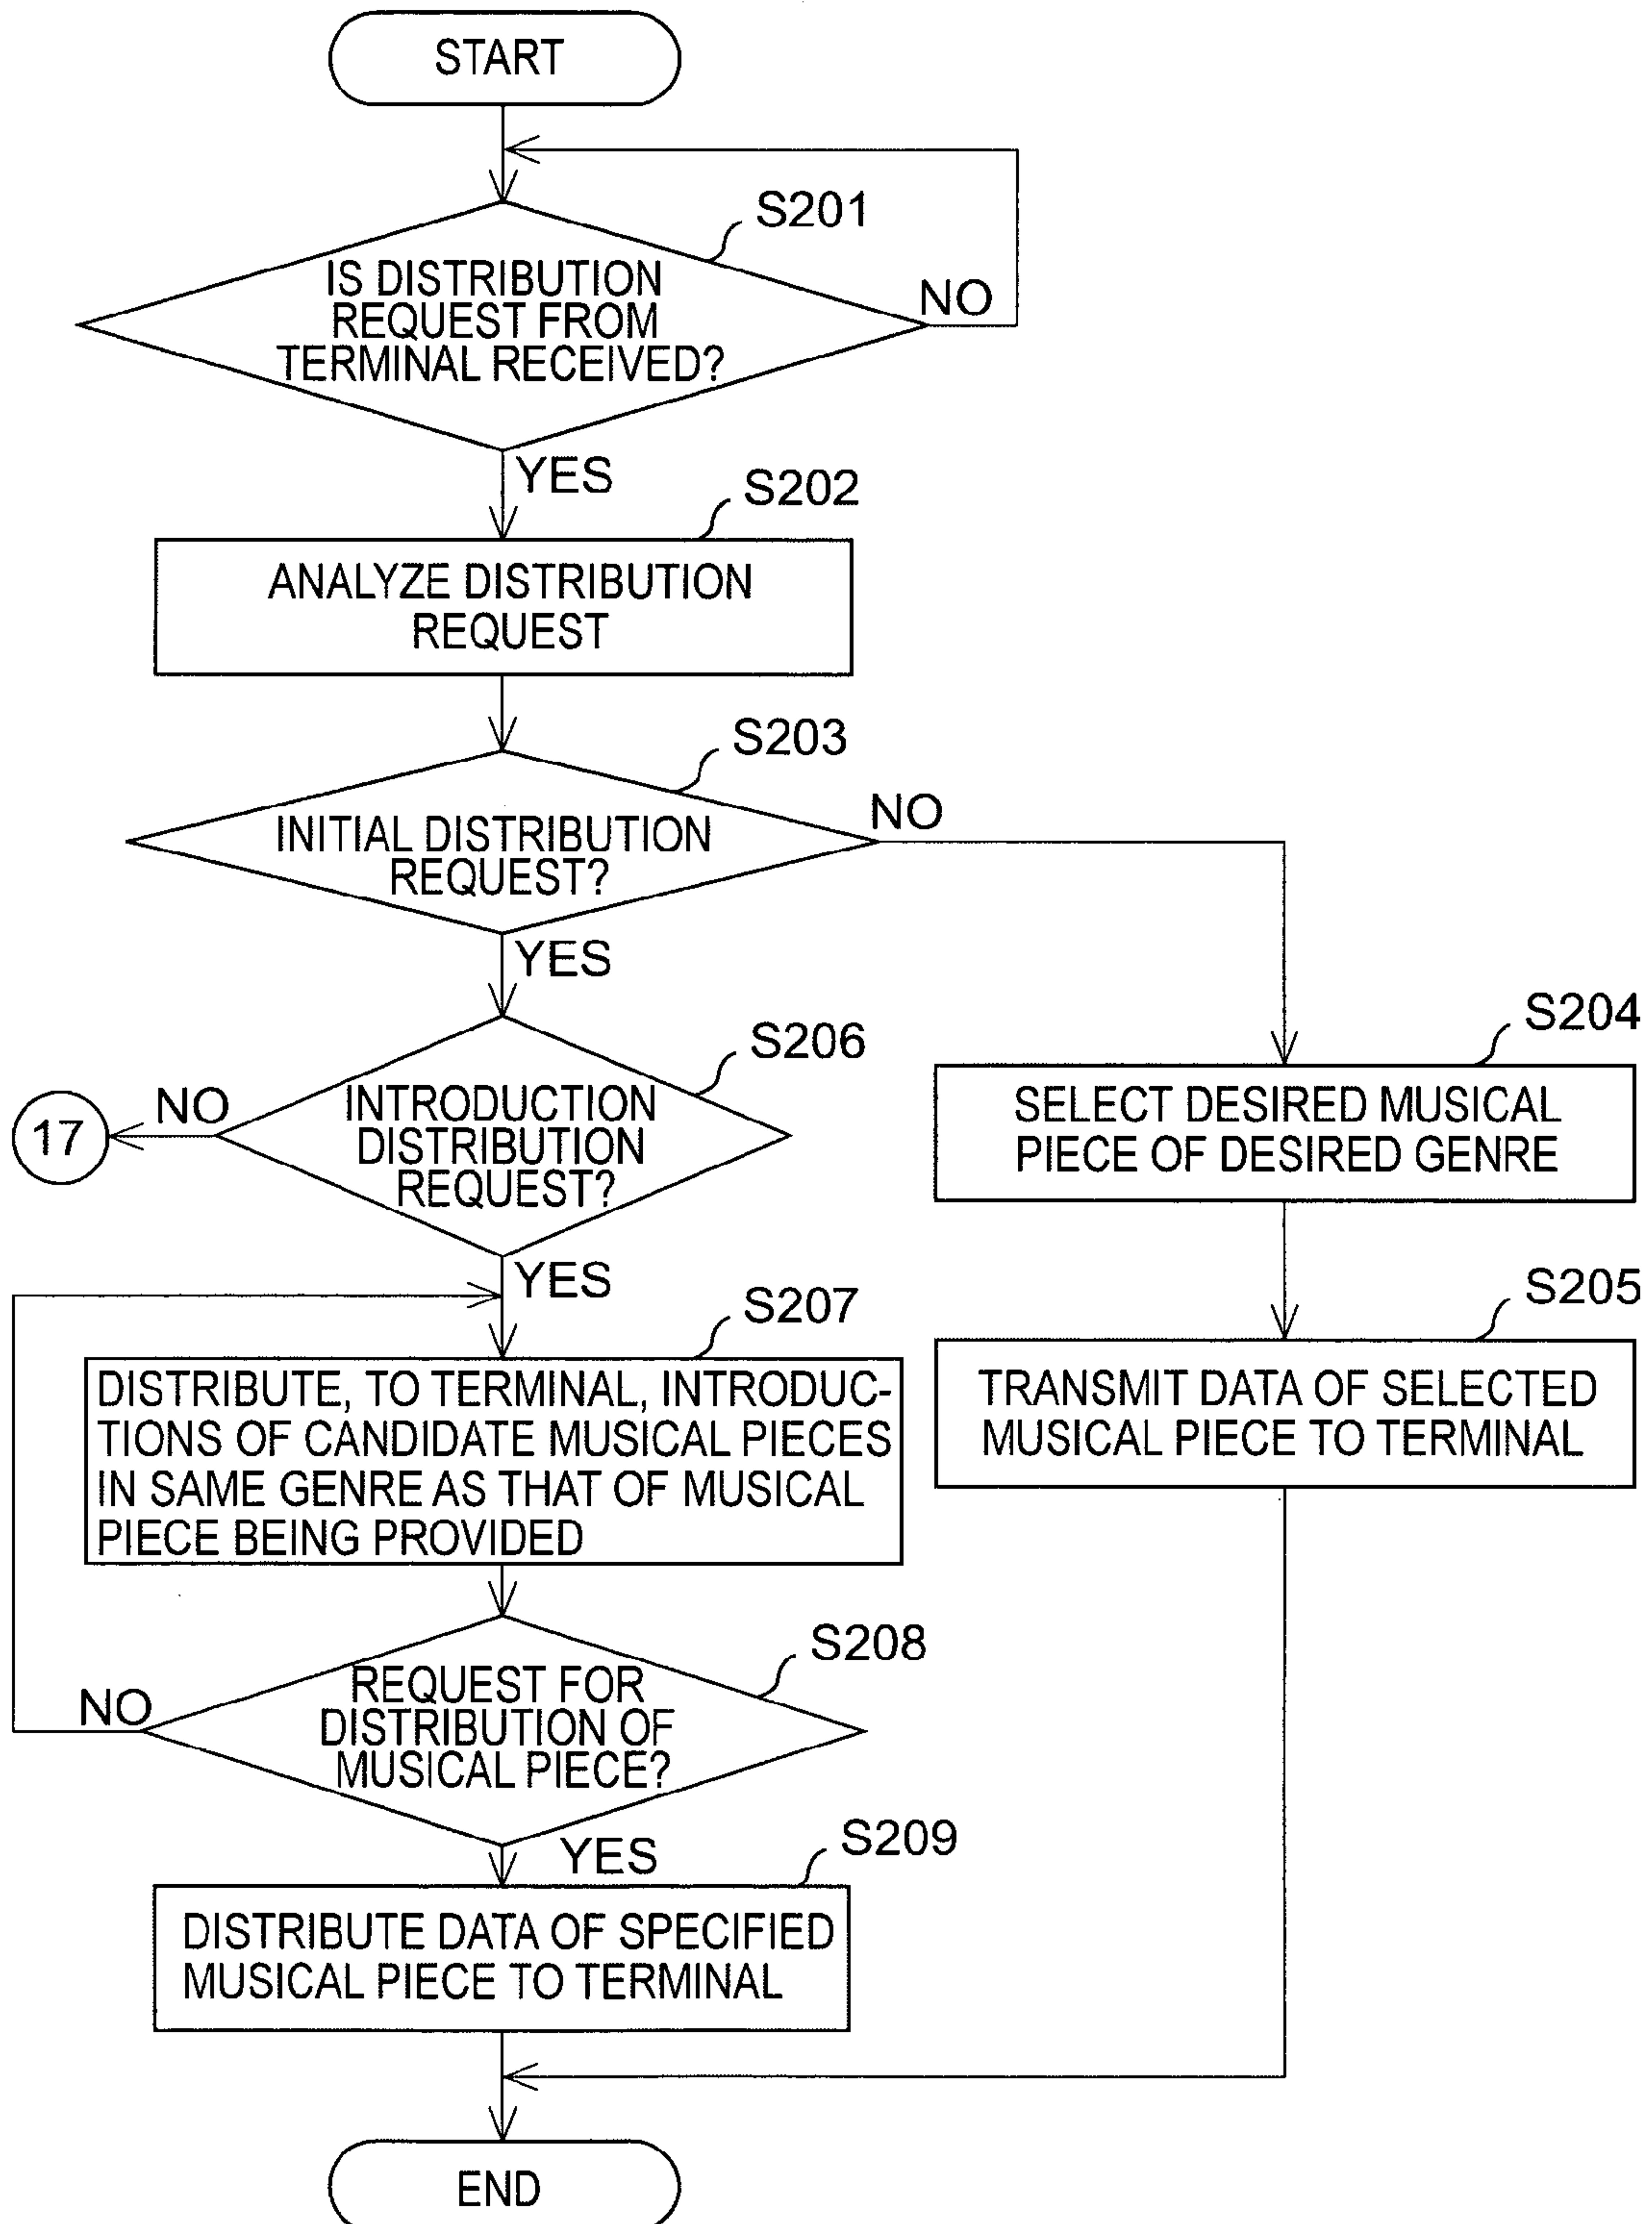 START
S201
IS DISTRIBUTION
REQUEST FROM
TERMINAL RECEIVED?
NO
YES
S202
ANALYZE DISTRIBUTION
REQUEST
S203
INITIAL DISTRIBUTION
REQUEST?
NO
YES
S206
INTRODUCTION
DISTRIBUTION
REQUEST?
NO
17
YES
S204
SELECT DESIRED MUSICAL
PIECE OF DESIRED GENRE
S205
TRANSMIT DATA OF SELECTED
MUSICAL PIECE TO TERMINAL
S207
DISTRIBUTE, TO TERMINAL, INTRODUC-
TIONS OF CANDIDATE MUSICAL PIECES
IN SAME GENRE AS THAT OF MUSICAL
PIECE BEING PROVIDED
S208
REQUEST FOR
DISTRIBUTION OF
MUSICAL PIECE?
NO
YES
S209
DISTRIBUTE DATA OF SPECIFIED
MUSICAL PIECE TO TERMINAL
END